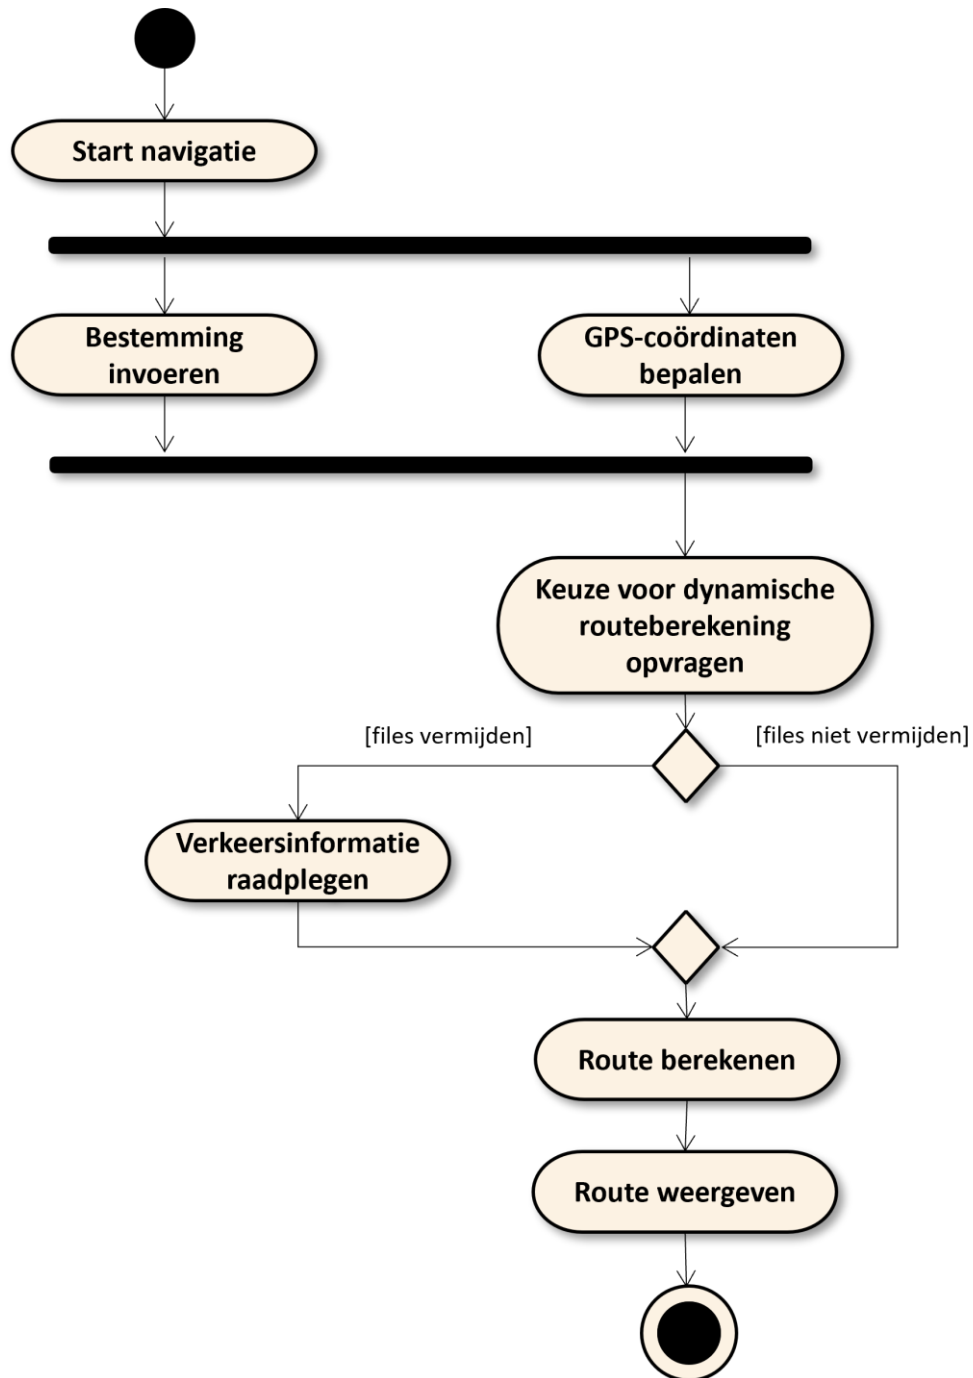 Start navigatie
Bestemming
invoeren
GPS-coördinaten
bepalen
Keuze voor dynamische
routeberekening
opvragen
[files vermijden]
[files niet vermijden]
Verkeersinformatie
raadplegen
Route berekenen
Route weergeven